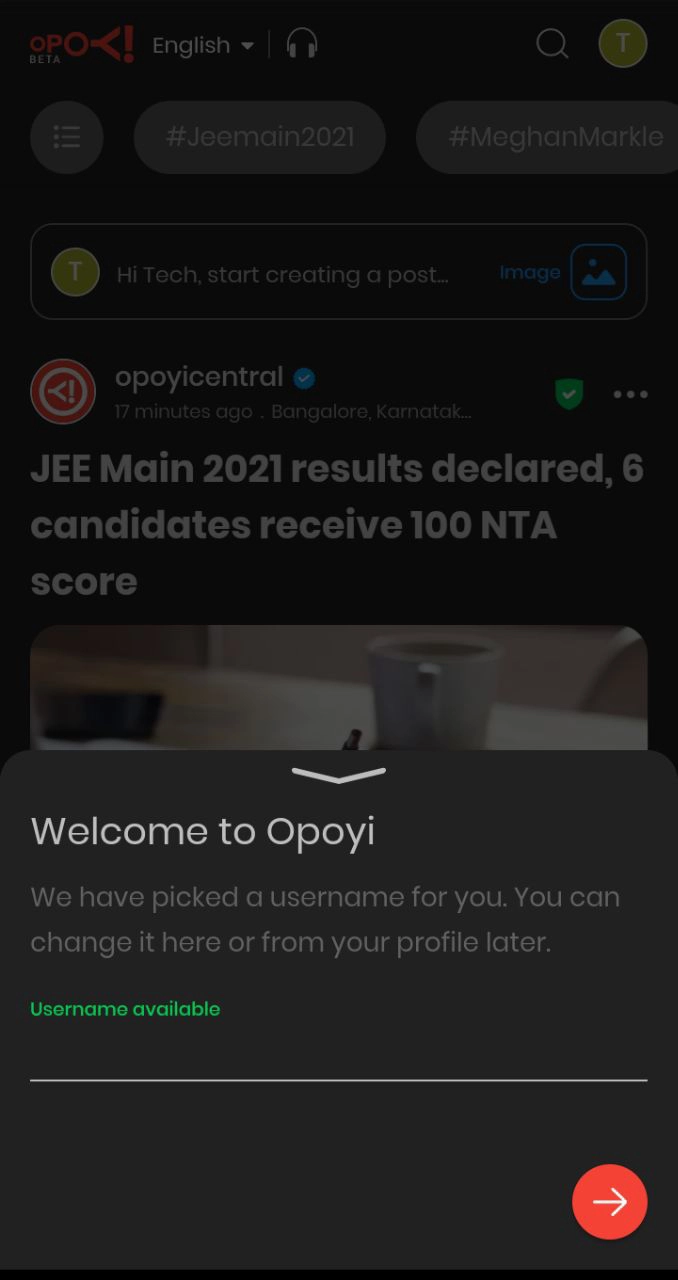 OPOYI
BETA
English
T
#Jeemain2021
#MeghanMarkle
T
Hi Tech, start creating a post...
Image
opoyicentral
17 minutes ago . Bangalore, Karnatak...
JEE Main 2021 results declared, 6
candidates receive 100 NTA
score
Welcome to Opoyi
We have picked a username for you. You can
change it here or from your profile later.
Username available